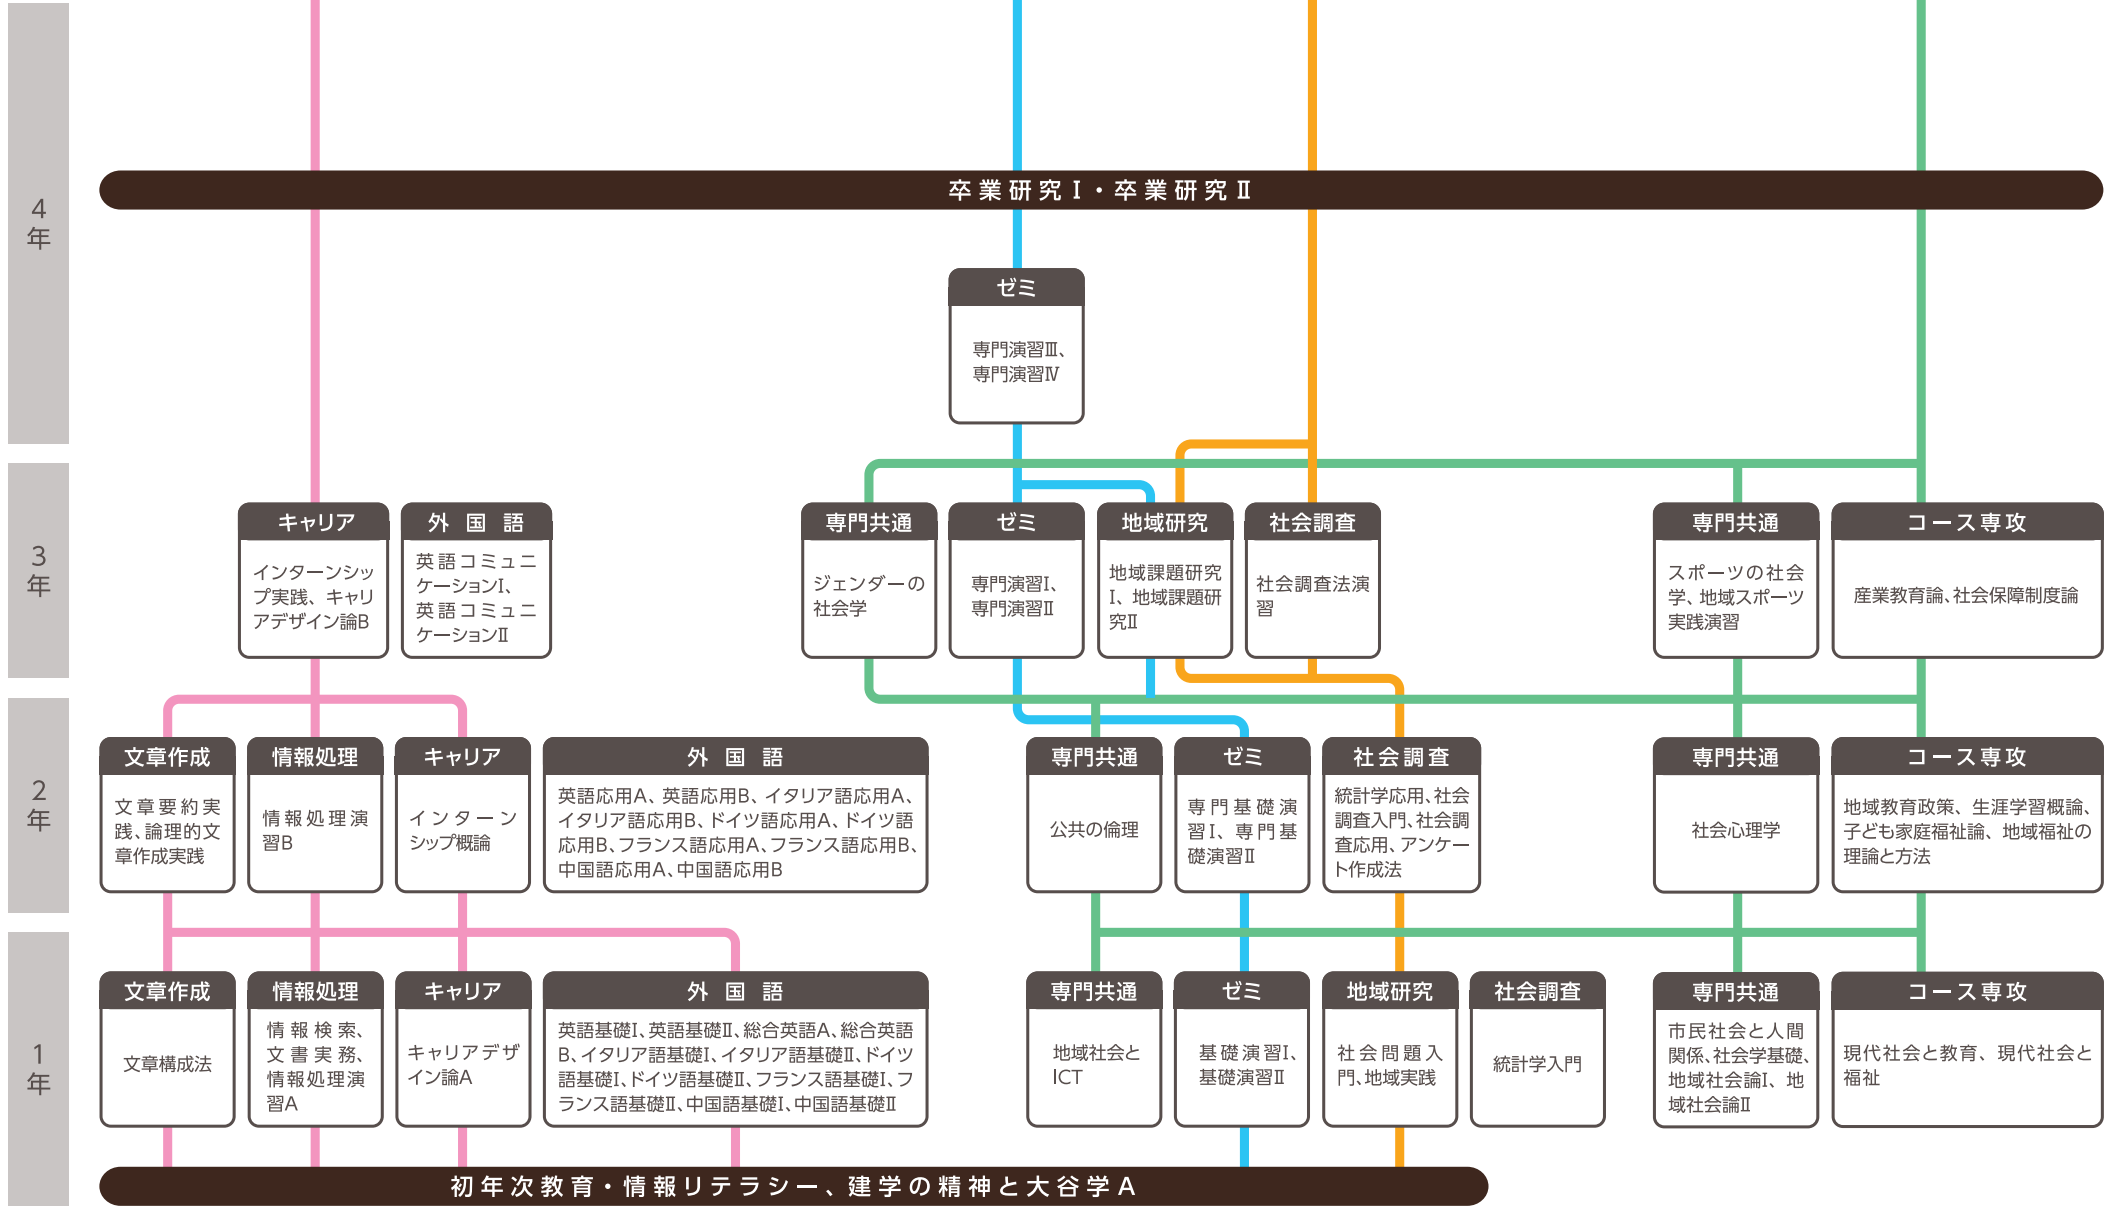 4
年
卒業研究Ⅰ・卒業研究Ⅱ
ゼミ
専門演習Ⅲ、
専門演習Ⅳ
3
年
キャリア
インターンシッ
プ実践、キャリ
アデザイン論B
外国語
英語コミュニ
ケーションⅠ、
英語コミュニ
ケーションⅡ
専門共通
ジェンダーの
社会学
ゼミ
専門演習Ⅰ、
専門演習Ⅱ
地域研究
地域課題研究
Ⅰ、地域課題研
究Ⅱ
社会調査
社会調査法演
習
専門共通
スポーツの社会
学、地域スポーツ
実践演習
コース専攻
産業教育論、社会保障制度論
2
年
文章作成
文章要約実
践、論理的文
章作成実践
情報処理
情報処理演
習B
キャリア
インターン
シップ概論
外国語
英語応用A、英語応用B、イタリア語応用A、
イタリア語応用B、ドイツ語応用A、ドイツ語
応用B、フランス語応用A、フランス語応用B、
中国語応用A、中国語応用B
専門共通
公共の倫理
ゼミ
専門基礎演
習Ⅰ、専門基
礎演習Ⅱ
社会調査
統計学応用、社会
調査入門、社会調
査応用、アンケー
ト作成法
専門共通
社会心理学
コース専攻
地域教育政策、生涯学習概論、
子ども家庭福祉論、地域福祉の
理論と方法
1
年
文章作成
文章構成法
情報処理
情報検索、
文書実務、
情報処理演
習A
キャリア
キャリアデザ
イン論A
外国語
英語基礎Ⅰ、英語基礎Ⅱ、総合英語A、総合英語
B、イタリア語基礎Ⅰ、イタリア語基礎Ⅱ、ドイツ
語基礎Ⅰ、ドイツ語基礎Ⅱ、フランス語基礎Ⅰ、フ
ランス語基礎Ⅱ、中国語基礎Ⅰ、中国語基礎Ⅱ
専門共通
地域社会と
ICT
ゼミ
基礎演習Ⅰ、
基礎演習Ⅱ
地域研究
社会問題入
門、地域実践
社会調査
統計学入門
専門共通
市民社会と人間
関係、社会学基礎、
地域社会論Ⅰ、地
域社会論Ⅱ
コース専攻
現代社会と教育、現代社会と
福祉
初年次教育・情報リテラシー、建学の精神と大谷学A